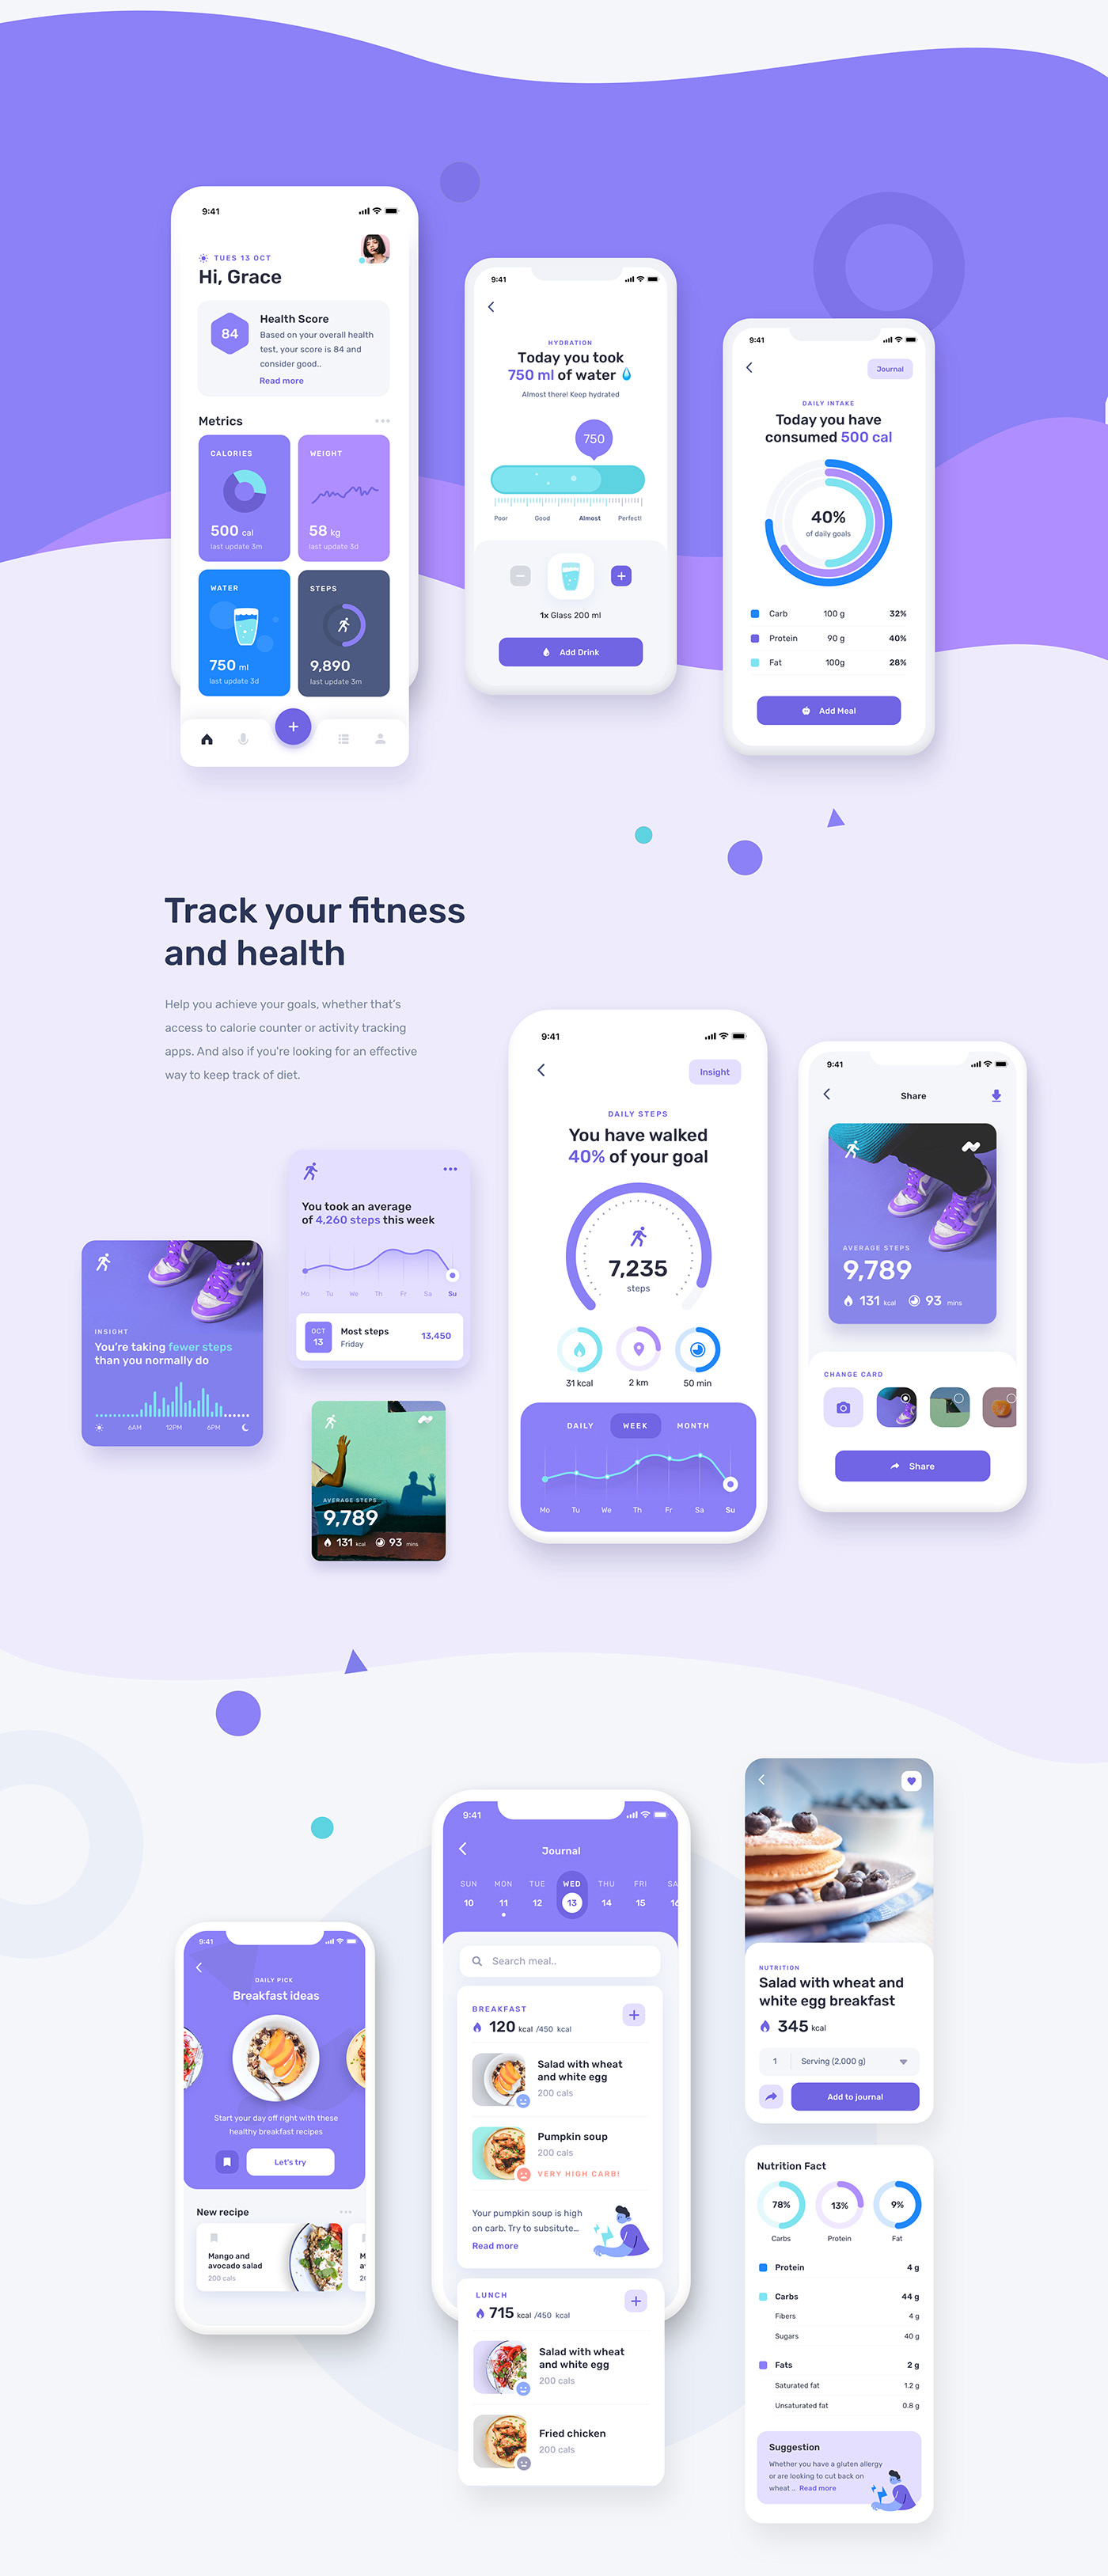 9:41
TUES 13 OCT
Hi, Grace
84
Health Score
Based on your overall health
test, your score is 84 and
consider good..
Read more
Metrics
CALORIES
500 cal
last update 3m
WEIGHT
58 kg
last update 3d
WATER
750 ml
last update 3d
STEPS
9,890
last update 3m
9:41
HYDRATION
Today you took
750 ml of water
Almost there! Keep hydrated
750
Poor Good Almost Perfect!
1x Glass 200 ml
Add Drink
9:41
Journal
DAILY INTAKE
Today you have
consumed 500 cal
40%
of daily goals
Carb 100 g 32%
Protein 90 g 40%
Fat 100g 28%
Add Meal
Track your fitness
and health
Help you achieve your goals, whether that's
access to calorie counter or activity tracking
apps. And also if you're looking for an effective
way to keep track of diet.
INSIGHT
You're taking fewer steps
than you normally do
6AM 12PM 6PM
You took an average
of 4,260 steps this week
Mo Tu We Th Fr Sa Su
OCT
13
Most steps
Friday
13,450
AVERAGE STEPS
9,789
131 kcal 93 mins
9:41
Insight
DAILY STEPS
You have walked
40% of your goal
7,235
steps
31 kcal 2 km 50 min
DAILY WEEK MONTH
Mo Tu We Th Fr Sa Su
9:41
Share
AVERAGE STEPS
9,789
131 kcal 93 mins
CHANGE CARD
Share
9:41
DAILY PICK
Breakfast ideas
Start your day off right with these
healthy breakfast recipes
Let's try
New recipe
Mango and
avocado salad
200 cals
M
20
9:41
Journal
SUN MON TUE WED THU FRI SA
10 11 12 13 14 15 16
Search meal..
BREAKFAST
120 kcal /450 kcal
Salad with wheat
and white egg
200 cals
Pumpkin soup
200 cals
VERY HIGH CARB!
Your pumpkin soup is high
on carb. Try to subsitute...
Read more
LUNCH
715 kcal /450 kcal
Salad with wheat
and white egg
200 cals
Fried chicken
200 cals
NUTRITION
Salad with wheat and
white egg breakfast
345 kcal
1 Serving (2,000 g)
Add to journal
Nutrition Fact
78% 13% 9%
Carbs Protein Fat
Protein 4 g
Carbs 44 g
Fibers 4 g
Sugars 40 g
Fats 2 g
Saturated fat 1.2 g
Unsaturated fat 0.8 g
Suggestion
Whether you have a gluten allergy
or are looking to cut back on
wheat .. Read more